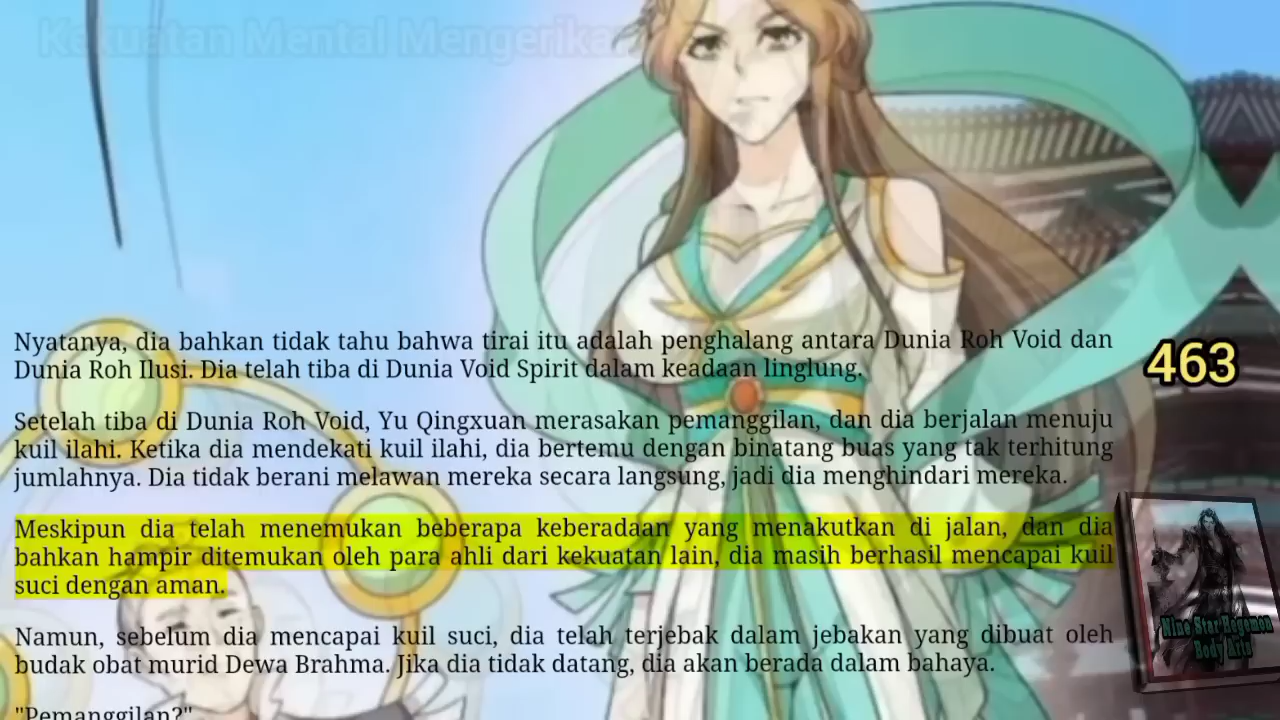 Kekuatan Mental Mengerikan
Nyatanya, dia bahkan tidak tahu bahwa tirai itu adalah penghalang antara Dunia Roh Void dan
Dunia Roh Ilusi. Dia telah tiba di Dunia Void Spirit dalam keadaan linglung.
463
Setelah tiba di Dunia Roh Void, Yu Qingxuan merasakan pemanggilan, dan dia berjalan menuju
kuil ilahi. Ketika dia mendekati kuil ilahi, dia bertemu dengan binatang buas yang tak terhitung
jumlahnya. Dia tidak berani melawan mereka secara langsung, jadi dia menghindari mereka.
Meskipun dia telah menemukan beberapa keberadaan yang menakutkan di jalan, dan dia
bahkan hampir ditemukan oleh para ahli dari kekuatan lain, dia masih berhasil mencapai kuil
suci dengan aman.
Nine Star Hegemon
Body Arts
Namun, sebelum dia mencapai kuil suci, dia telah terjebak dalam jebakan yang dibuat oleh
budak obat murid Dewa Brahma. Jika dia tidak datang, dia akan berada dalam bahaya.
"Pemanggilan?"